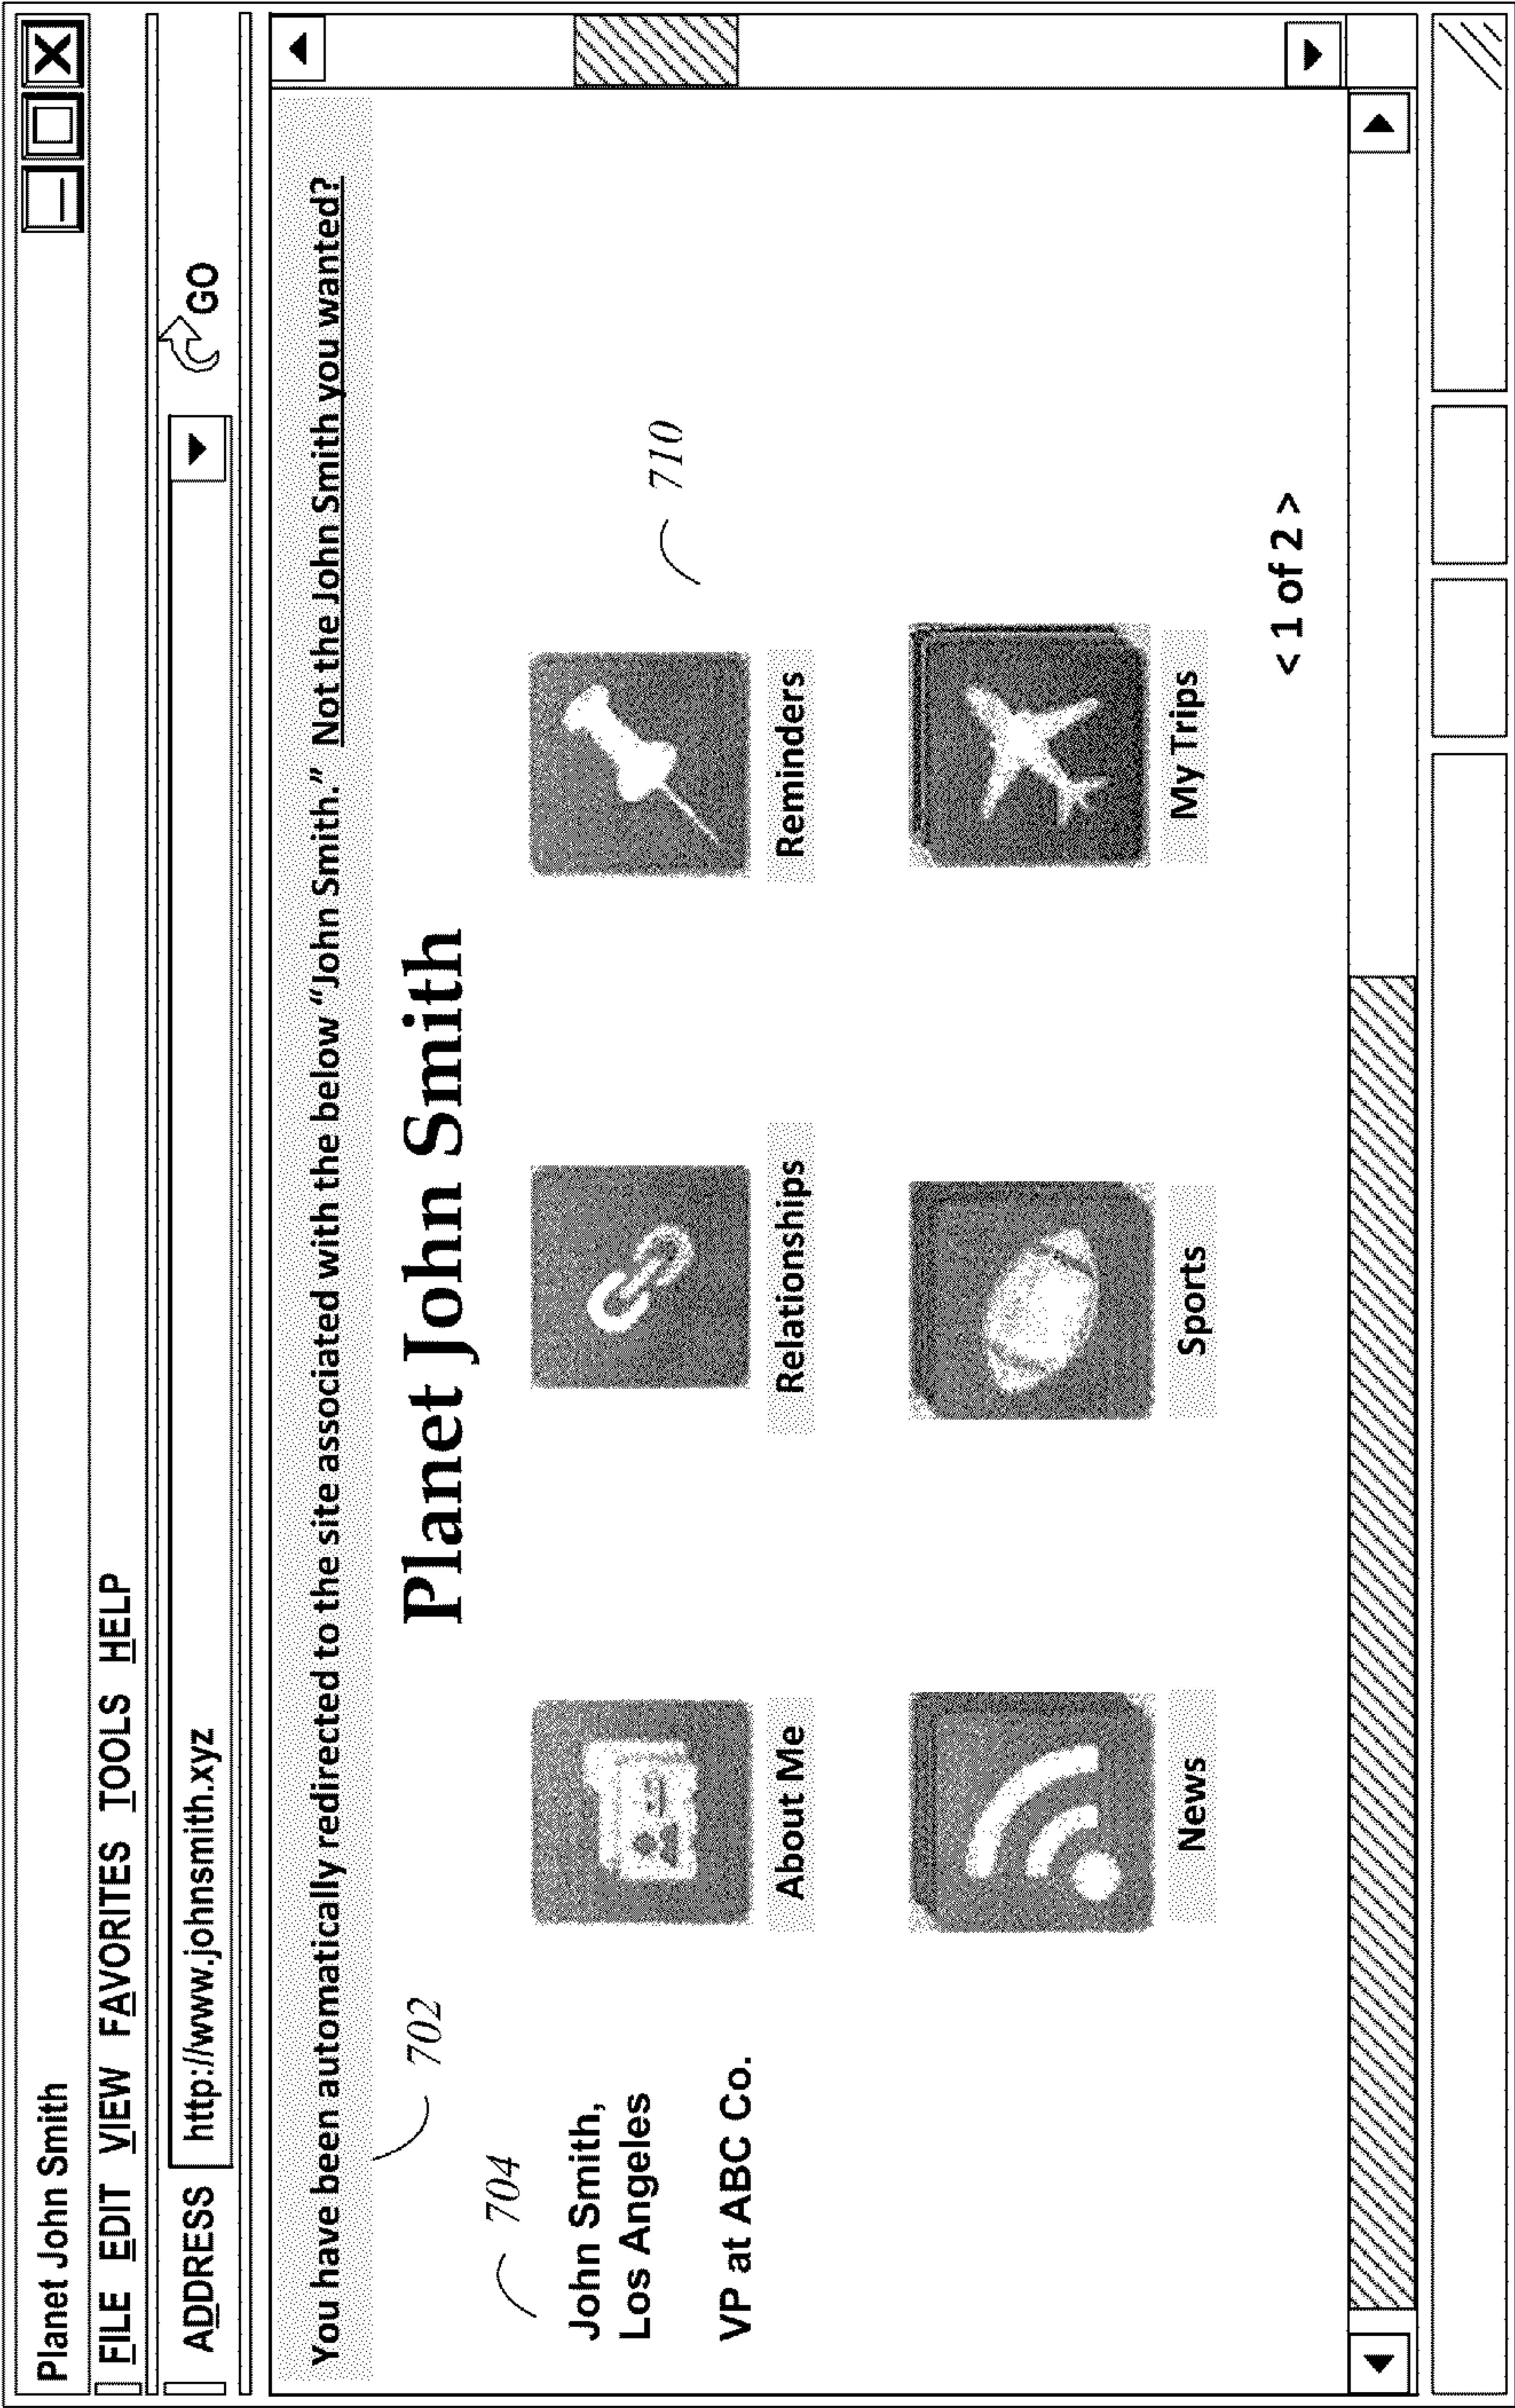 Planet John Smith
FILE EDIT VIEW FAVORITES TOOLS HELP
ADDRESS http://www.johnsmith.xyz GO
You have been automatically redirected to the site associated with the below “John Smith.” Not the John Smith you wanted?
702
Planet John Smith
704
John Smith,
Los Angeles
VP at ABC Co.
710
About Me Relationships Reminders
News Sports My Trips
< 1 of 2 >